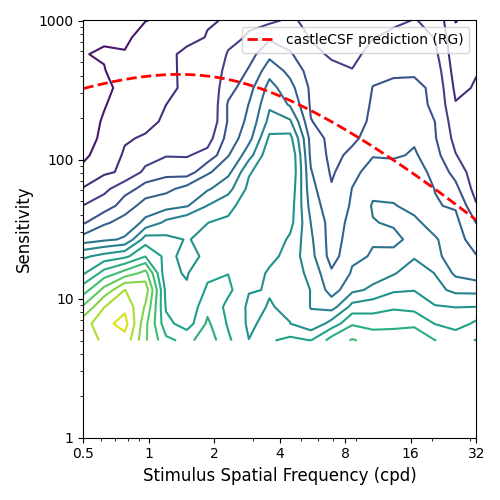 1000
castleCSF prediction (RG)
100
Sensitivity
10
1
0.5 1 2 4 8 16 32
Stimulus Spatial Frequency (cpd)